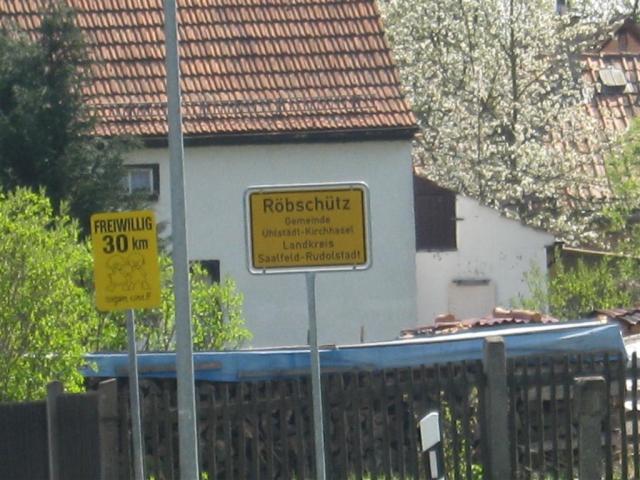 FREIWILLIG
30 km
Röbschütz
Gemeinde
Uhlstädt-Kirchhasel
Landkreis
Saalfeld-Rudolstadt